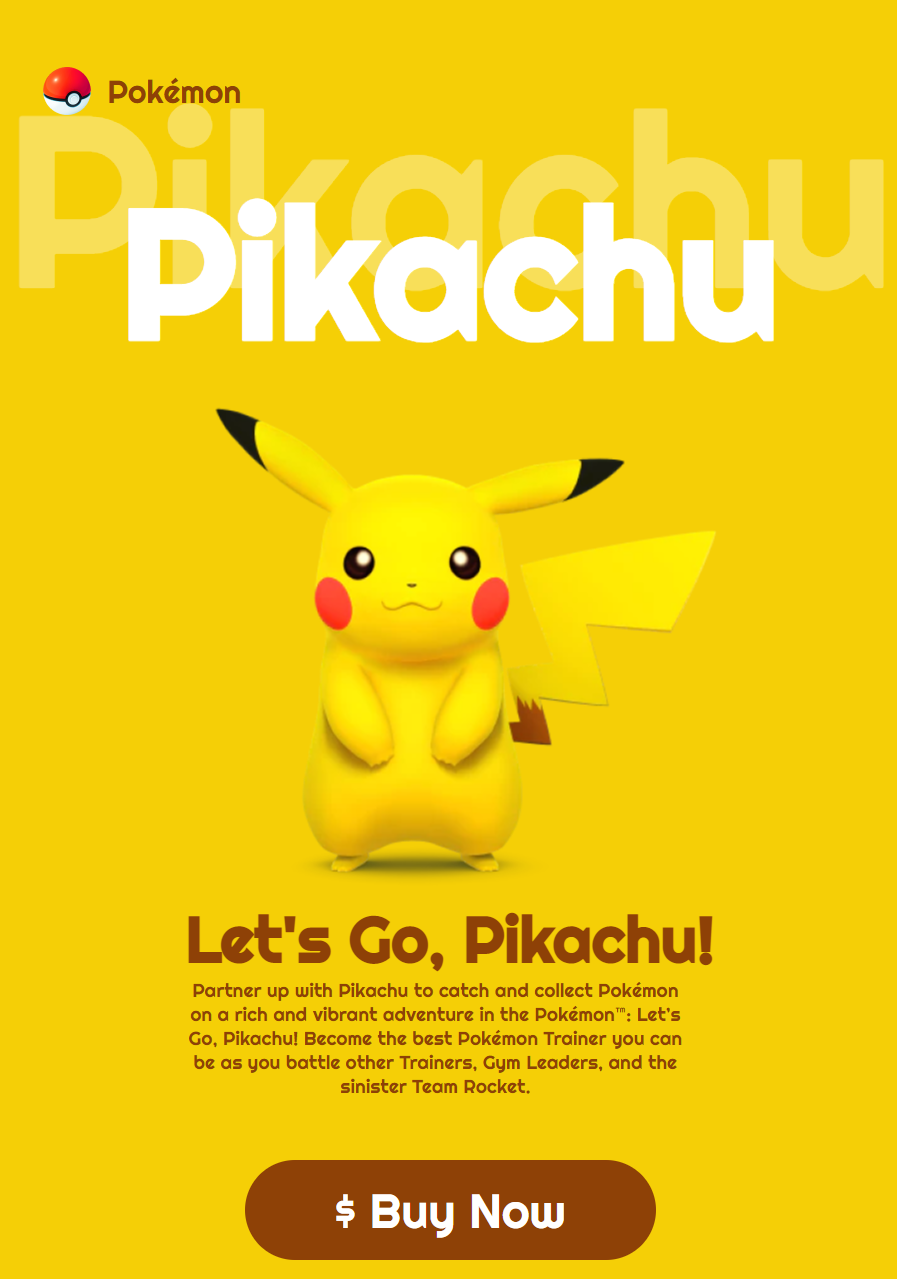 Pokémon
Pikachu
Pikachu
Let's Go, Pikachu!
Partner up with Pikachu to catch and collect Pokémon
on a rich and vibrant adventure in the Pokémon™: Let's
Go, Pikachu! Become the best Pokémon Trainer you can
be as you battle other Trainers, Gym Leaders, and the
sinister Team Rocket.
$ Buy Now